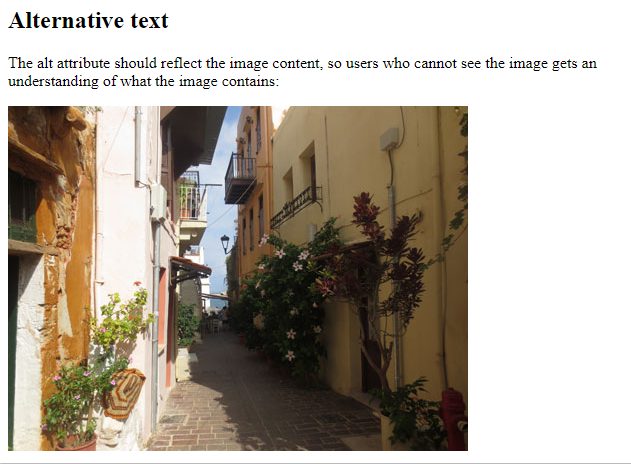 Alternative text
The alt attribute should reflect the image content, so users who cannot see the image gets an
understanding of what the image contains: